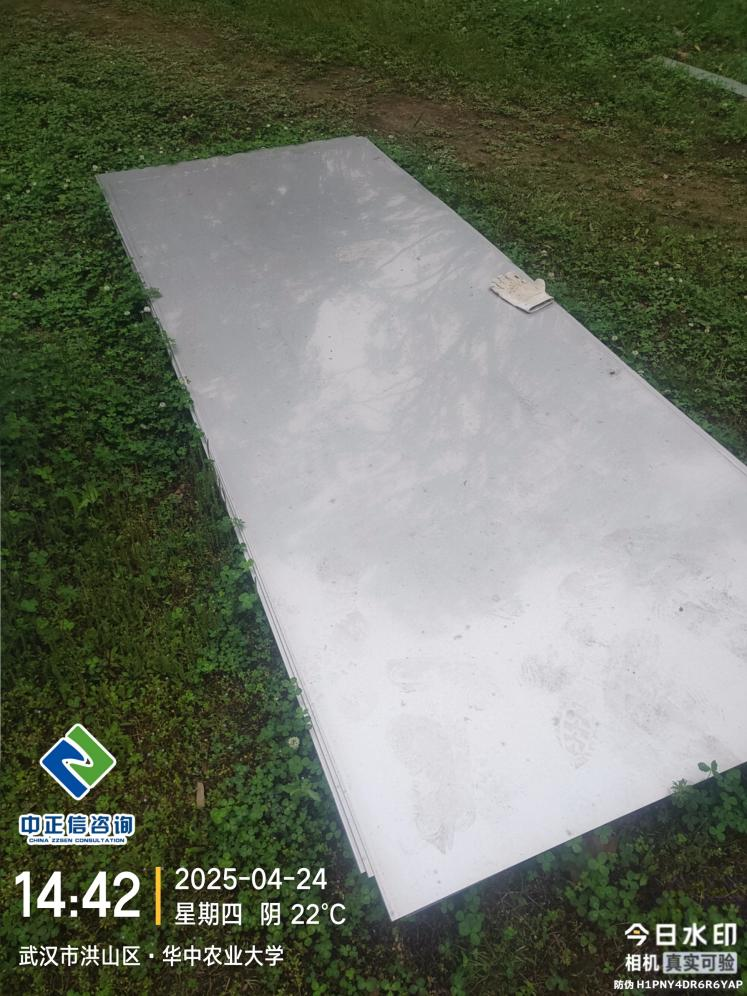 中正信咨询
CHINA ZZSEN CONSULTATION
14:42
2025-04-24
星期四 阴 22℃
武汉市洪山区·华中农业大学
今日水印
相机 真实可验
防伪 H1PNY4DR6R6YAP